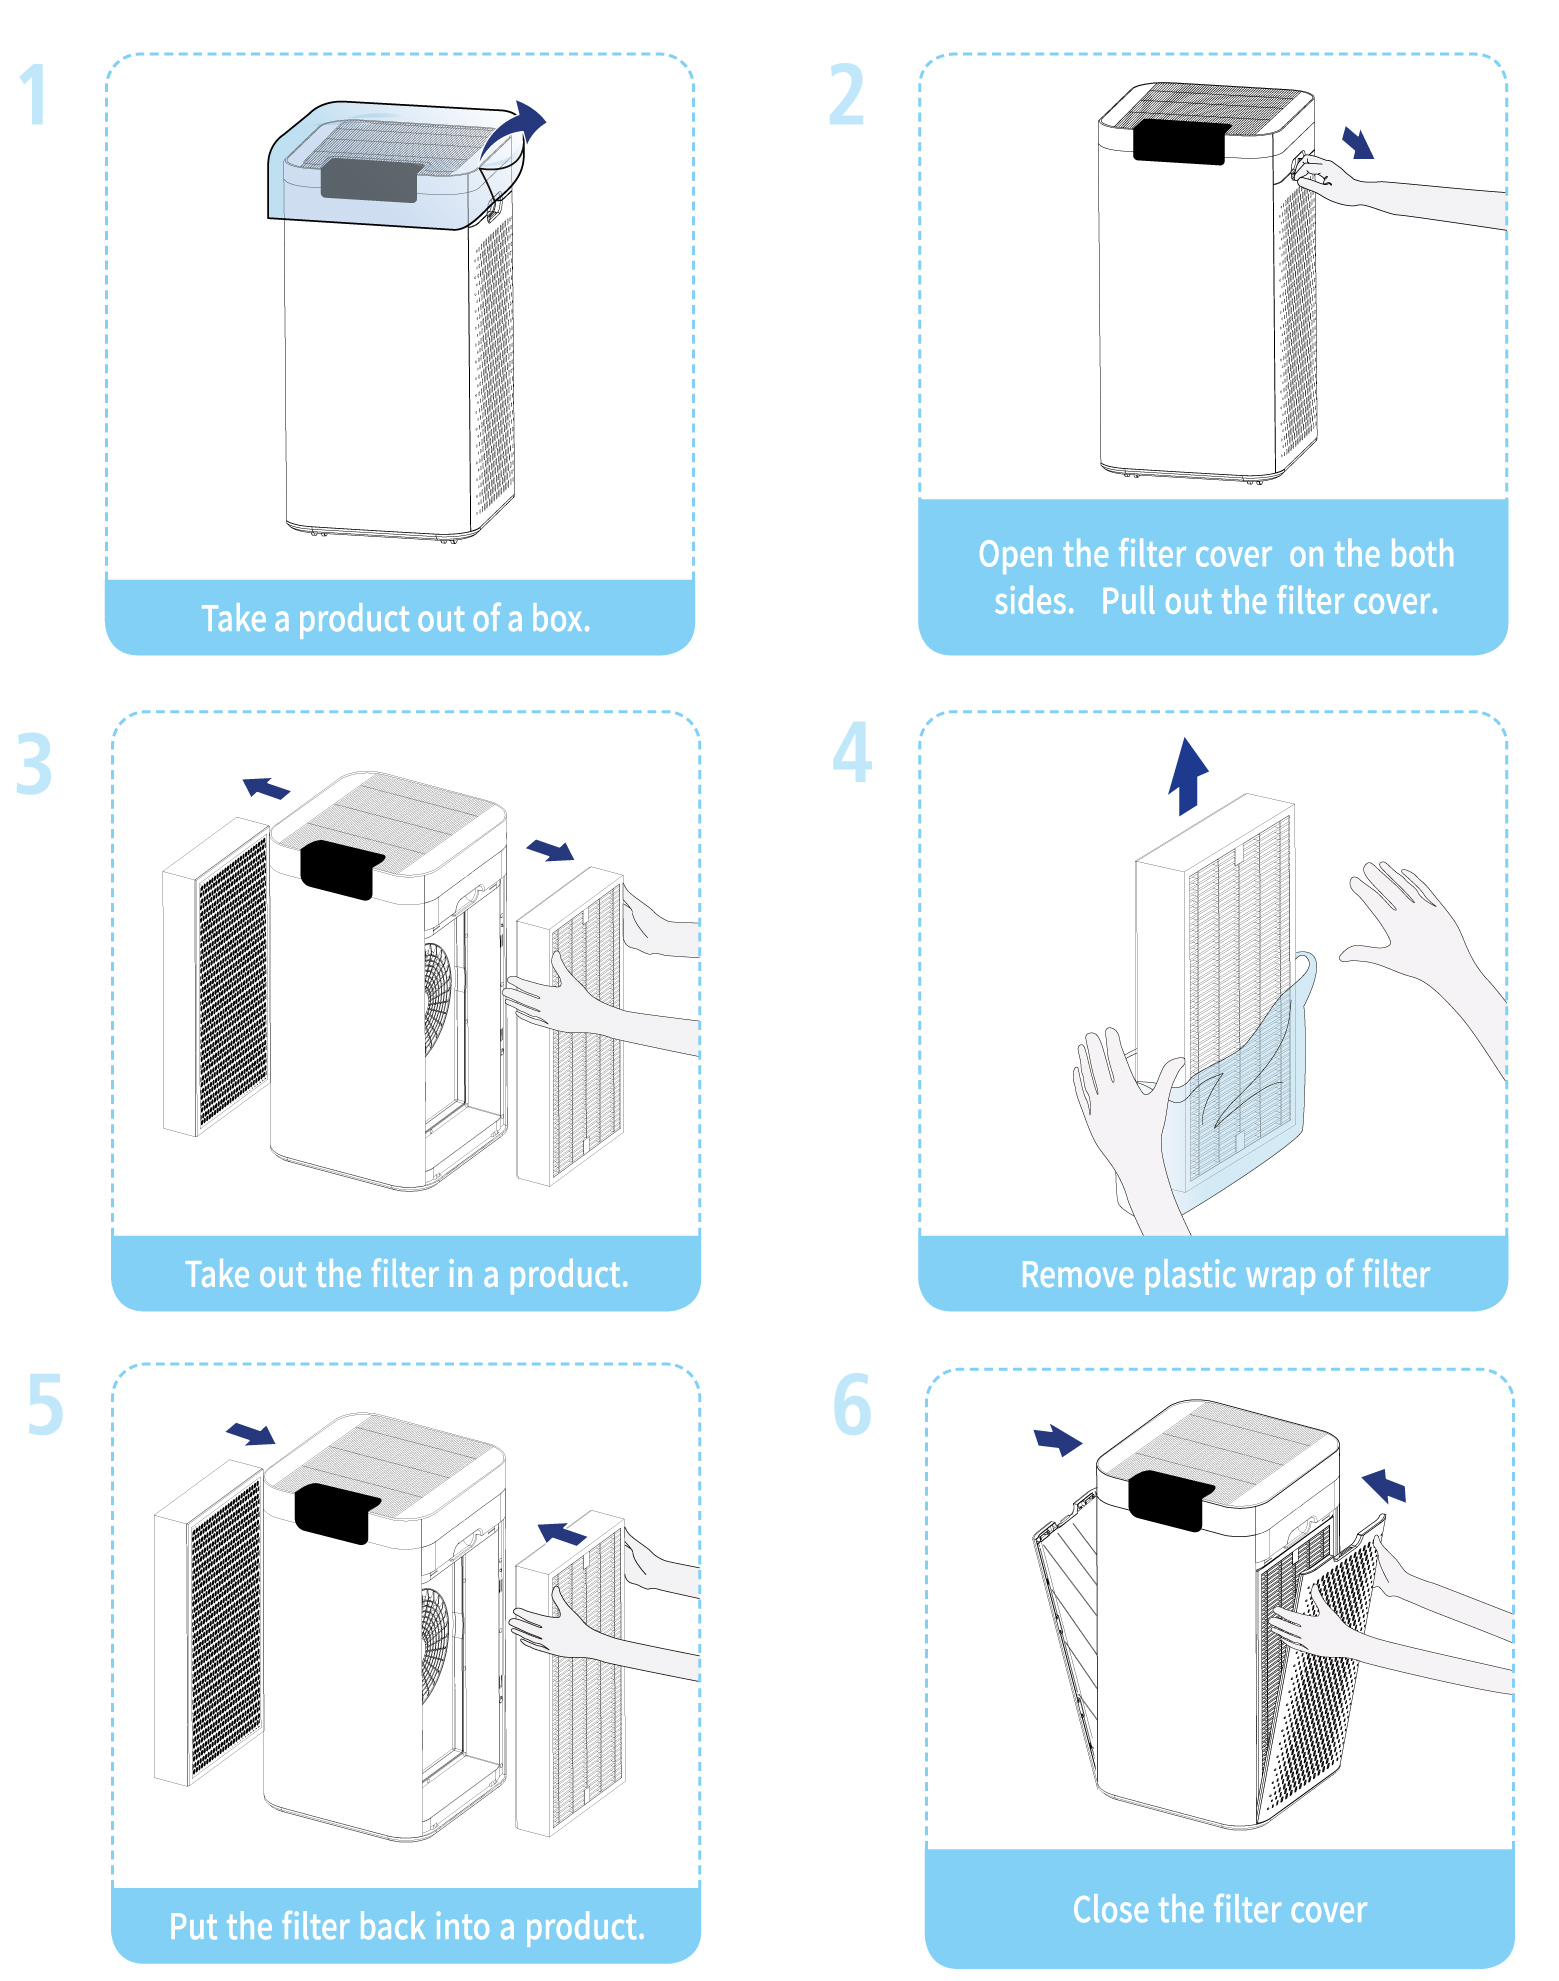 1
Take a product out of a box.
2
Open the filter cover on the both
sides. Pull out the filter cover.
3
Take out the filter in a product.
4
Remove plastic wrap of filter
5
Put the filter back into a product.
6
Close the filter cover